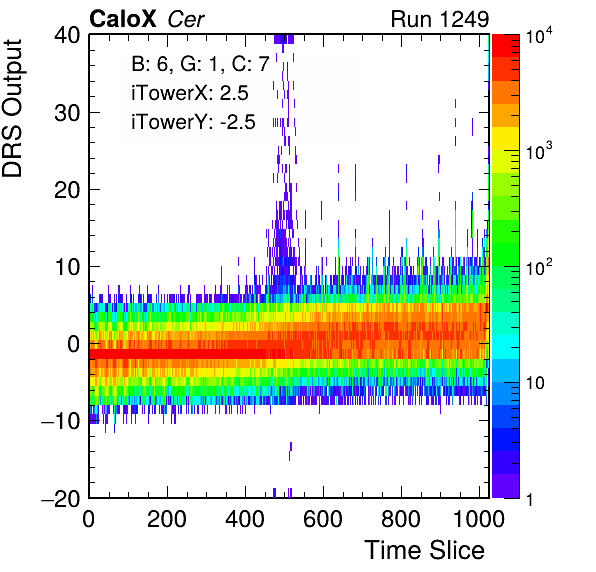 CaloX Cer Run 1249
DRS Output
B: 6, G: 1, C: 7
iTowerX: 2.5
iTowerY: -2.5
40
30
20
10
0
−10
−20
0 200 400 600 800 1000
Time Slice
10^4
10^3
10^2
10
1